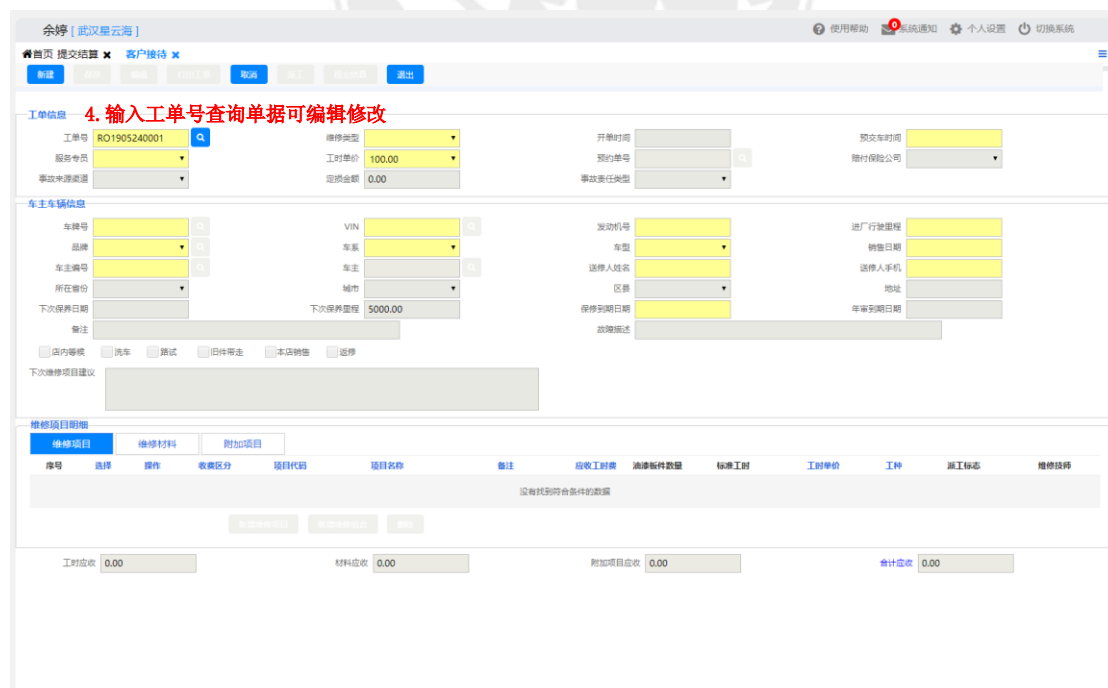 余婷 [ 武汉星云海 ] 使用帮助 0 系统通知 个人设置 切换系统
首页 提交结算 × 客户接待 ×
新建 取消 退出
4. 输入工单号查询单据可编辑修改
工单信息
工单号 RO1905240001 维修类型 开单时间 预交车时间
服务专员 工时单价 100.00 预约单号 赔付保险公司
事故来源渠道 定损金额 0.00 事故责任类型
车主车辆信息
车牌号 VIN 发动机号 进厂行驶里程
品牌 车系 车型 销售日期
车主编号 车主 送修人姓名 送修人手机
所在省份 城市 区县 地址
下次保养日期 下次保养里程 5000.00 保修到期日期 年审到期日期
备注 故障描述
店内等候 洗车 路试 旧件带走 本店销售 返修
下次维修项目建议
维修项目明细
维修项目 维修材料 附加项目
序号 选择 操作 收费区分 项目代码 项目名称 备注 应收工时费 油漆板件数量 标准工时 工时单价 工种 派工标志 维修技师
没有找到符合条件的数据
新增维修项目 新增维修组合 删除
工时应收 0.00 材料应收 0.00 附加项目应收 0.00 合计应收 0.00